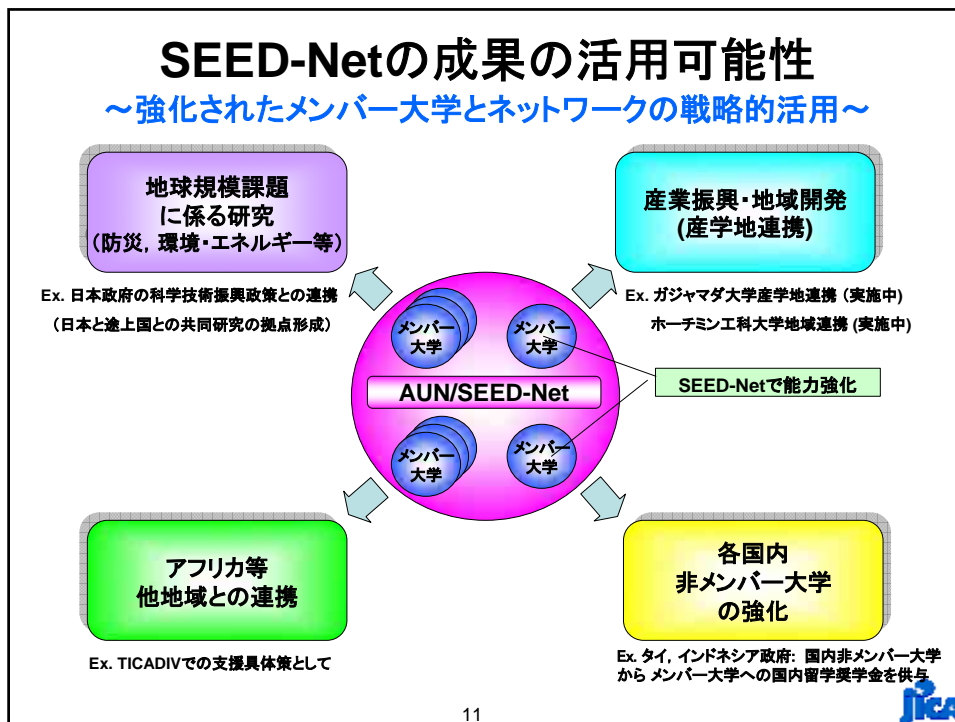 SEED-Netの成果の活用可能性
～強化されたメンバー大学とネットワークの戦略的活用～
地球規模課題
に係る研究
（防災，環境・エネルギー等）
産業振興・地域開発
(産学地連携)
Ex. 日本政府の科学技術振興政策との連携
（日本と途上国との共同研究の拠点形成）
Ex. ガジャマダ大学産学地連携（実施中)
ホーチミン工科大学地域連携 (実施中)
メンバー
大学
メンバー
大学
SEED-Netで能力強化
AUN/SEED-Net
メンバー
大学
メンバー
大学
アフリカ等
他地域との連携
各国内
非メンバー大学
の強化
Ex. TICADIVでの支援具体策として
Ex. タイ，インドネシア政府: 国内非メンバー大学
から メンバー大学への国内留学奨学金を供与
11
JICA